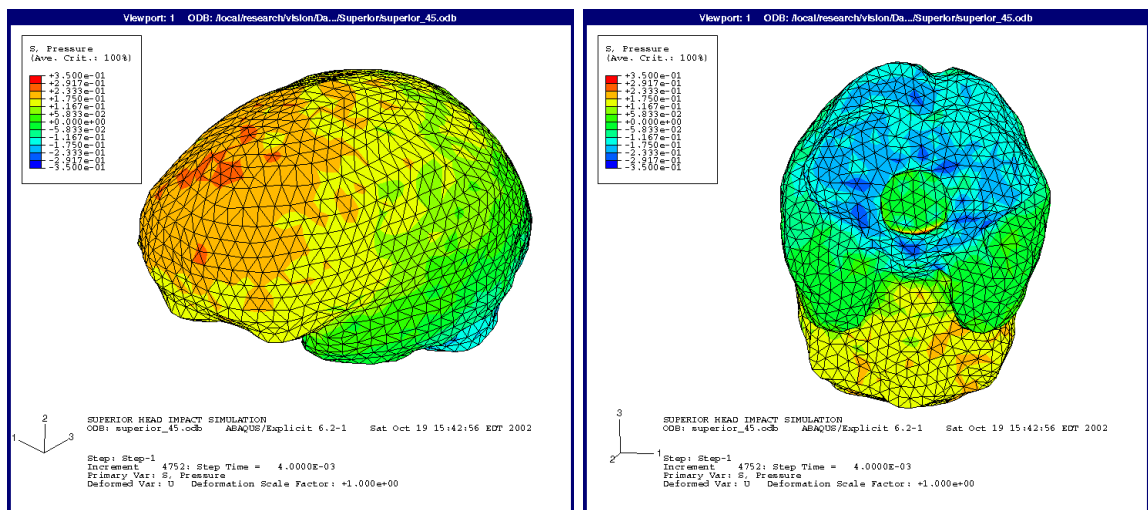 Viewport: 1 ODB: /local/research/vision/Da.../Superior/superior_45.odb
S, Pressure
(Ave. Crit.: 100%)
+3.500e-01
+2.917e-01
+2.333e-01
+1.750e-01
+1.167e-01
+5.833e-02
+0.000e+00
-5.833e-02
-1.167e-01
-1.750e-01
-2.333e-01
-2.917e-01
-3.500e-01
2
1
3
SUPERIOR HEAD IMPACT SIMULATION
ODB: superior_45.odb ABAQUS/Explicit 6.2-1 Sat Oct 19 15:42:56 EDT 2002
Step: Step-1
Increment 4752: Step Time = 4.0000E-03
Primary Var: S, Pressure
Deformed Var: U Deformation Scale Factor: +1.000e+00
Viewport: 1 ODB: /local/research/vision/Da.../Superior/superior_45.odb
S, Pressure
(Ave. Crit.: 100%)
+3.500e-01
+2.917e-01
+2.333e-01
+1.750e-01
+1.167e-01
+5.833e-02
+0.000e+00
-5.833e-02
-1.167e-01
-1.750e-01
-2.333e-01
-2.917e-01
-3.500e-01
3
2
1
SUPERIOR HEAD IMPACT SIMULATION
ODB: superior_45.odb ABAQUS/Explicit 6.2-1 Sat Oct 19 15:42:56 EDT 2002
Step: Step-1
Increment 4752: Step Time = 4.0000E-03
Primary Var: S, Pressure
Deformed Var: U Deformation Scale Factor: +1.000e+00